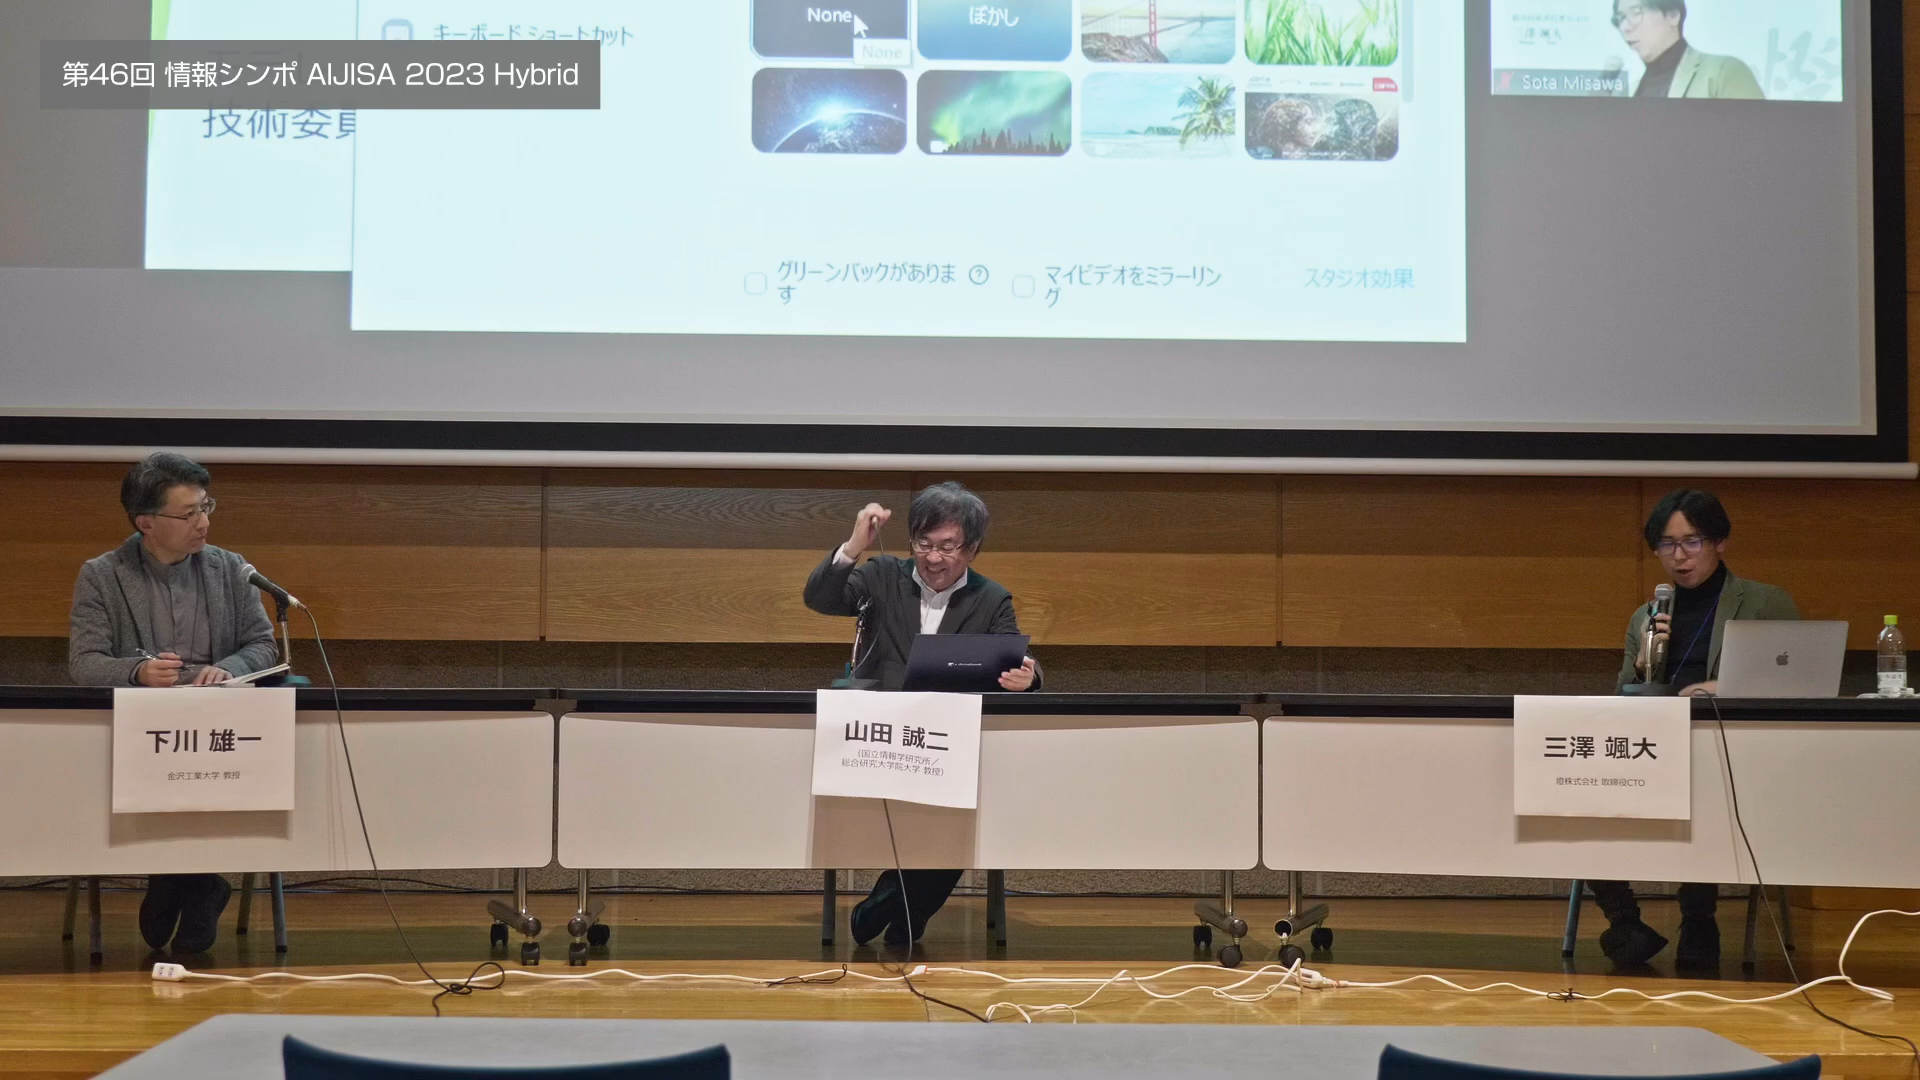 第46回 情報シンポ AIJISA 2023 Hybrid
キーボード ショートカット
None
None
ぼかし
技術委員
グリーンバックがありま
す
マイビデオをミラーリン
グ
スタジオ効果
Sota Misawa
下川 雄一
金沢工業大学 教授
山田 誠二
(国立情報学研究所／
総合研究大学院大学 教授)
三澤 颯大
燈株式会社 取締役CTO